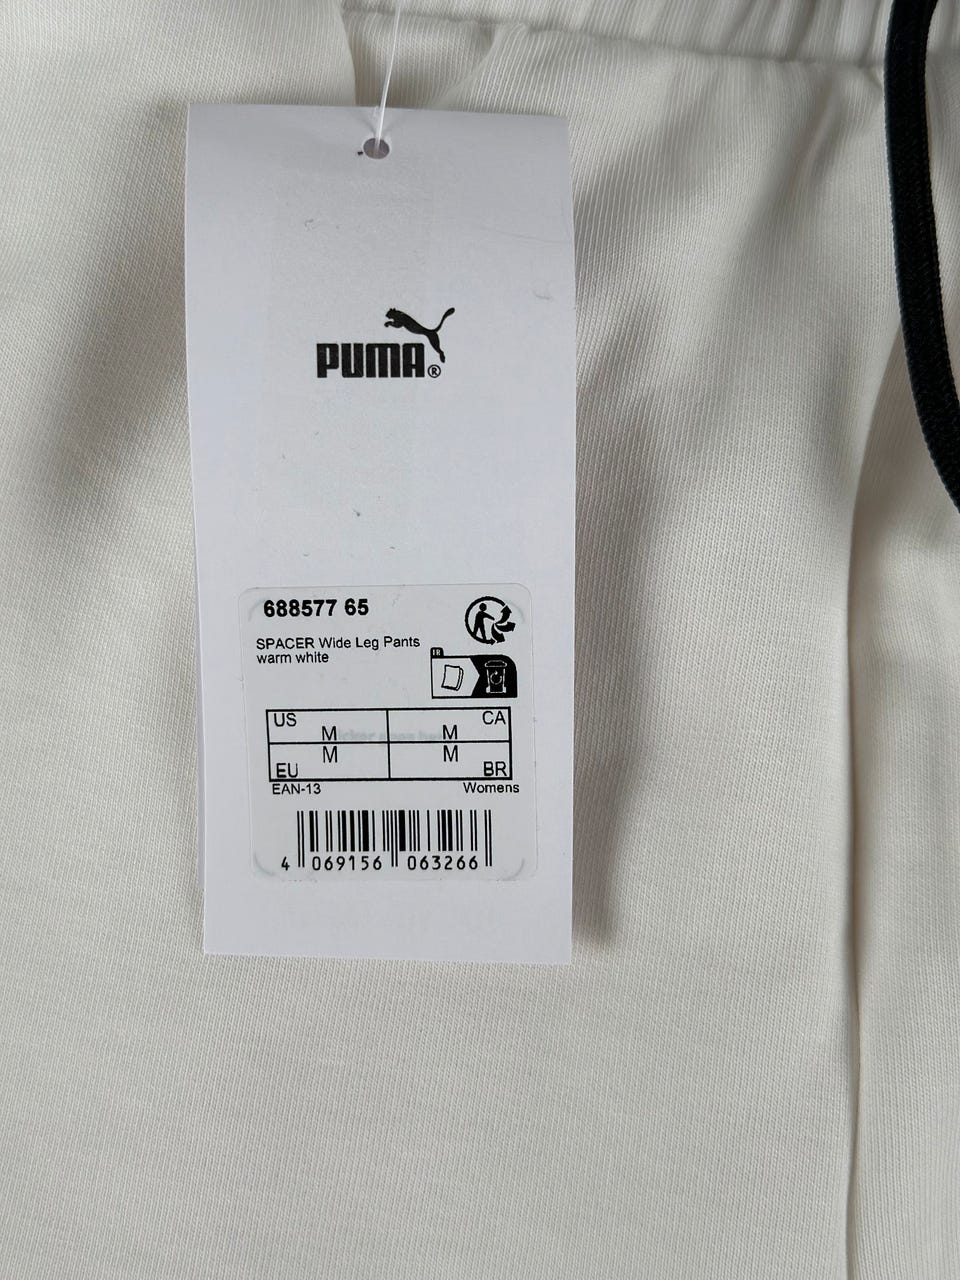 PUMA®
688577 65
SPACER Wide Leg Pants
warm white
FR
US M M CA
EU M M BR
EAN-13 Womens
4 069156 063266